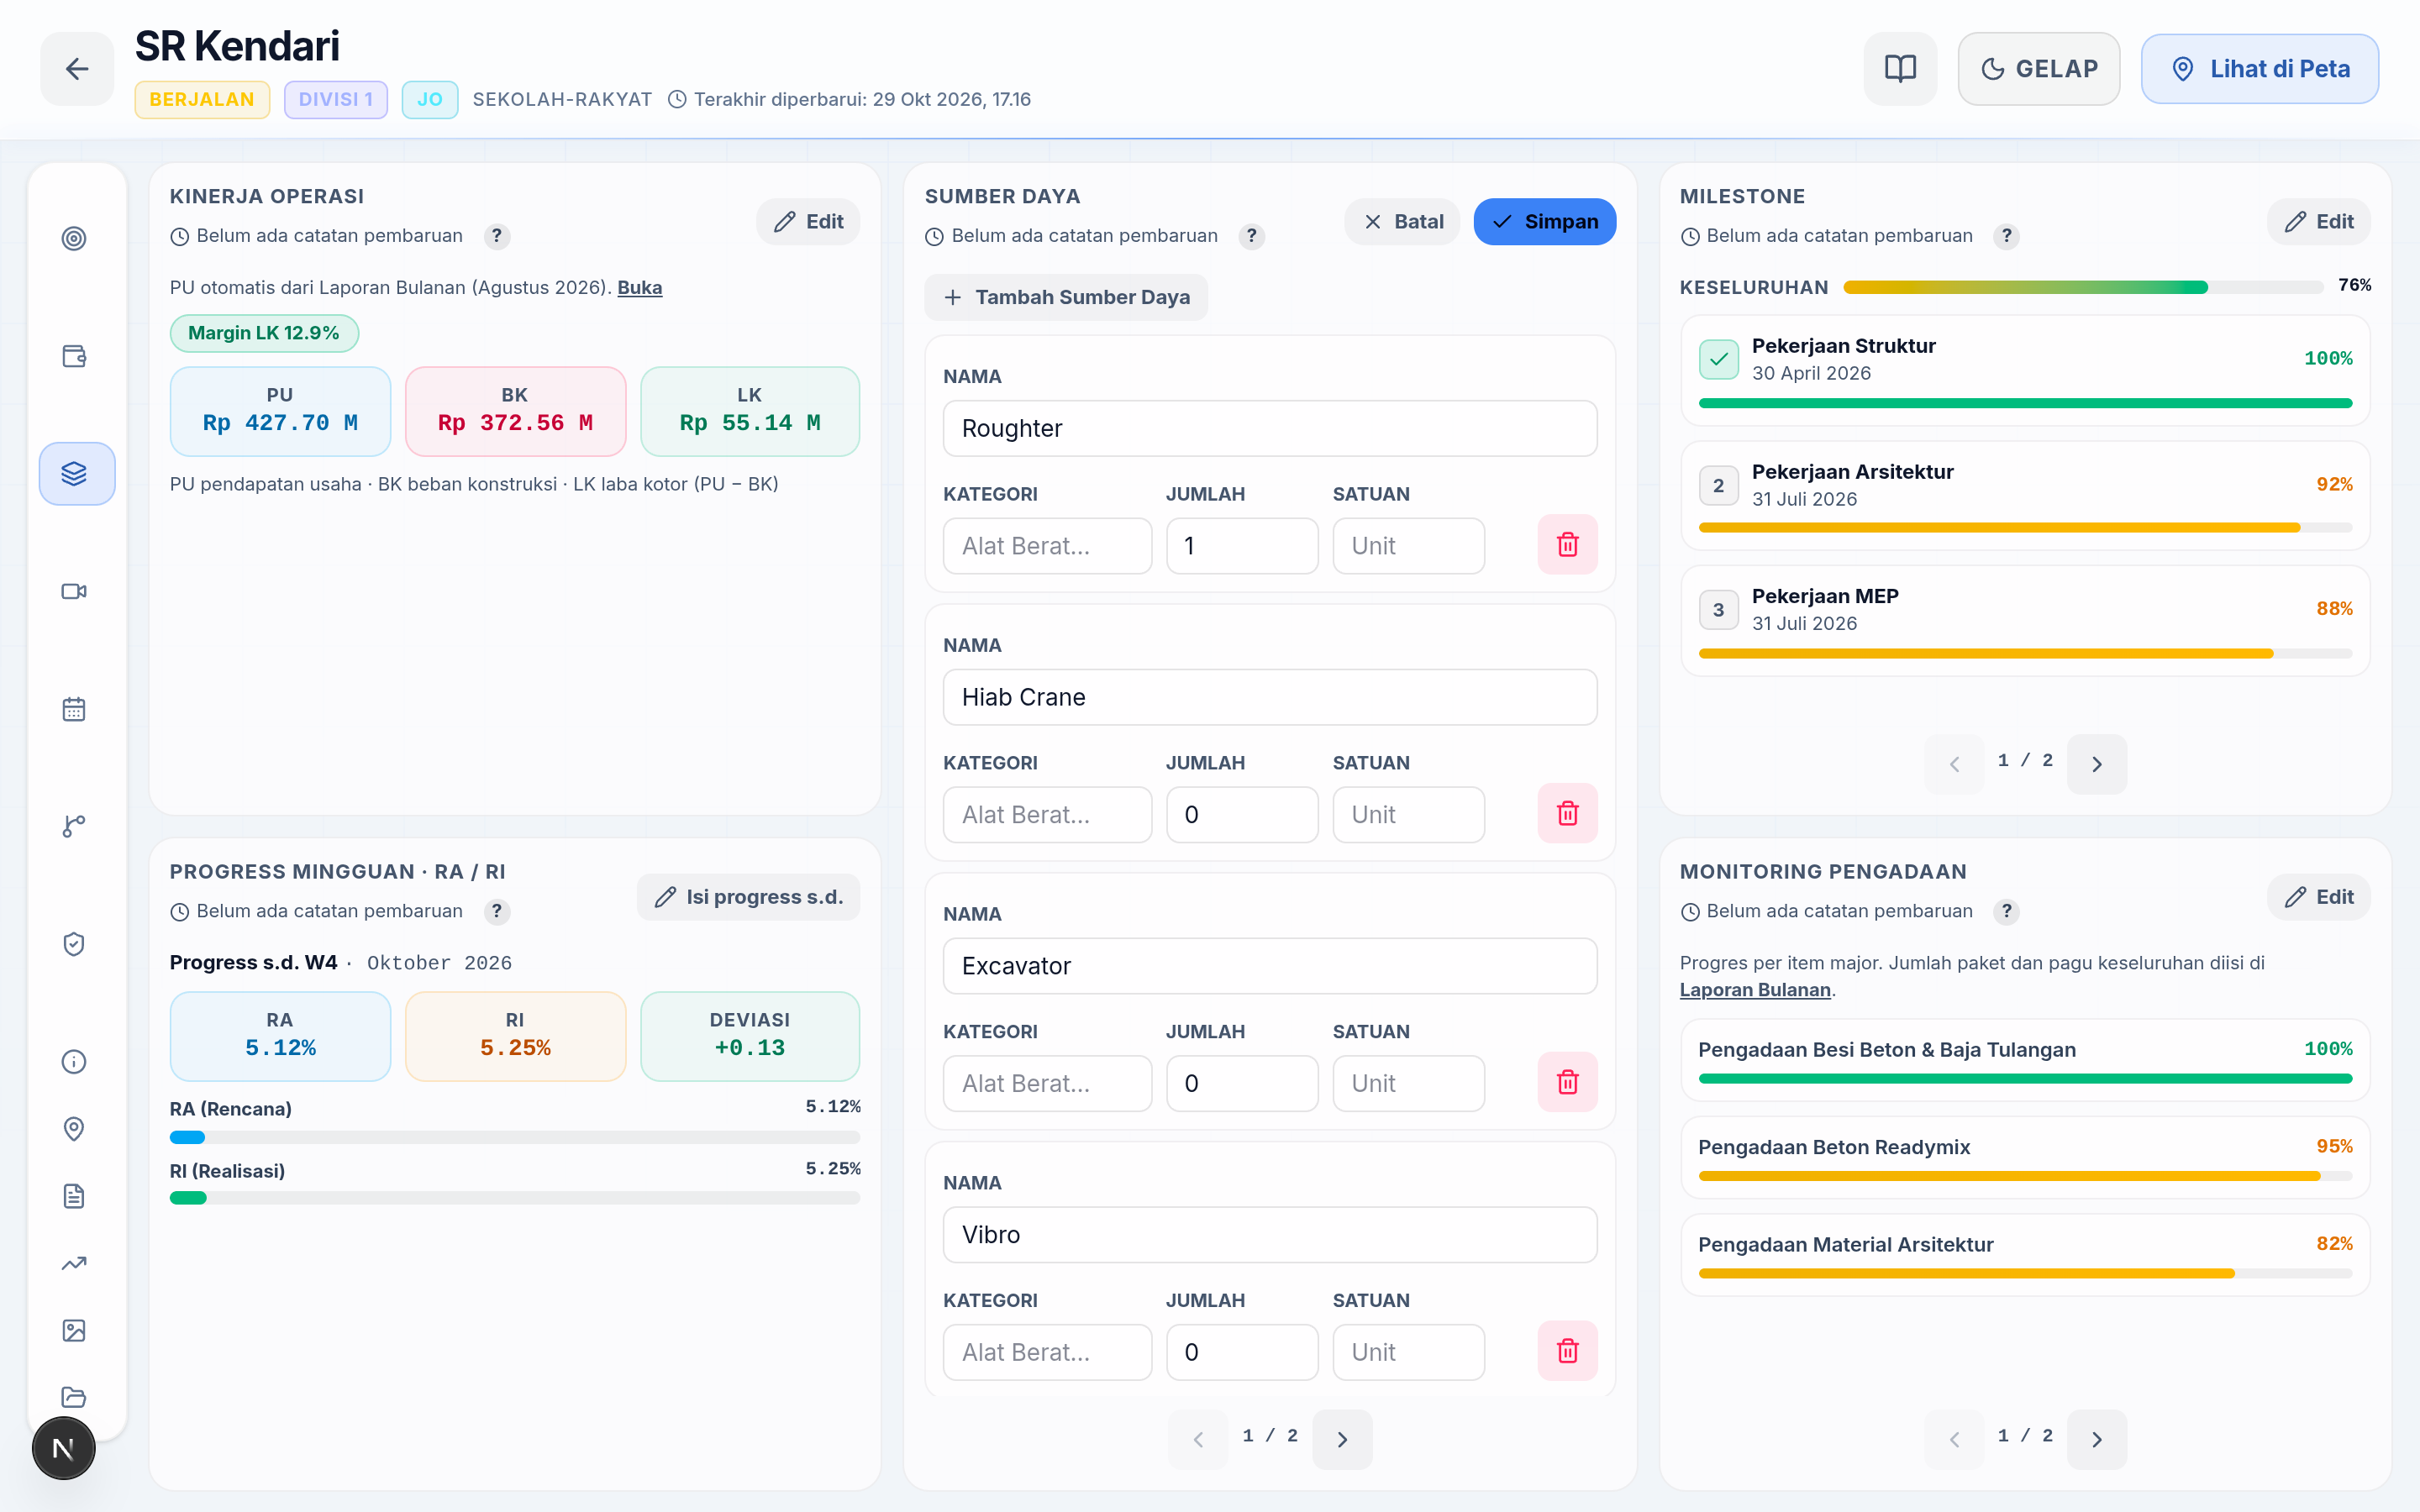 SR Kendari
BERJALAN
DIVISI 1
JO
SEKOLAH-RAKYAT
Terakhir diperbarui: 29 Okt 2026, 17.16
GELAP
Lihat di Peta
KINERJA OPERASI
Belum ada catatan pembaruan
?
Edit
PU otomatis dari Laporan Bulanan (Agustus 2026). Buka
Margin LK 12.9%
PU
Rp 427.70 M
BK
Rp 372.56 M
LK
Rp 55.14 M
PU pendapatan usaha · BK beban konstruksi · LK laba kotor (PU − BK)
PROGRESS MINGGUAN · RA / RI
Belum ada catatan pembaruan
?
Isi progress s.d.
Progress s.d. W4 · Oktober 2026
RA
5.12%
RI
5.25%
DEVIASI
+0.13
RA (Rencana)
5.12%
RI (Realisasi)
5.25%
SUMBER DAYA
Belum ada catatan pembaruan
?
Batal
Simpan
Tambah Sumber Daya
NAMA
Roughter
KATEGORI
JUMLAH
SATUAN
Alat Berat...
1
Unit
NAMA
Hiab Crane
KATEGORI
JUMLAH
SATUAN
Alat Berat...
0
Unit
NAMA
Excavator
KATEGORI
JUMLAH
SATUAN
Alat Berat...
0
Unit
NAMA
Vibro
KATEGORI
JUMLAH
SATUAN
Alat Berat...
0
Unit
1 / 2
MILESTONE
Belum ada catatan pembaruan
?
Edit
KESELURUHAN
76%
Pekerjaan Struktur
30 April 2026
100%
2
Pekerjaan Arsitektur
31 Juli 2026
92%
3
Pekerjaan MEP
31 Juli 2026
88%
1 / 2
MONITORING PENGADAAN
Belum ada catatan pembaruan
?
Edit
Progres per item major. Jumlah paket dan pagu keseluruhan diisi di
Laporan Bulanan.
Pengadaan Besi Beton & Baja Tulangan
100%
Pengadaan Beton Readymix
95%
Pengadaan Material Arsitektur
82%
1 / 2
N